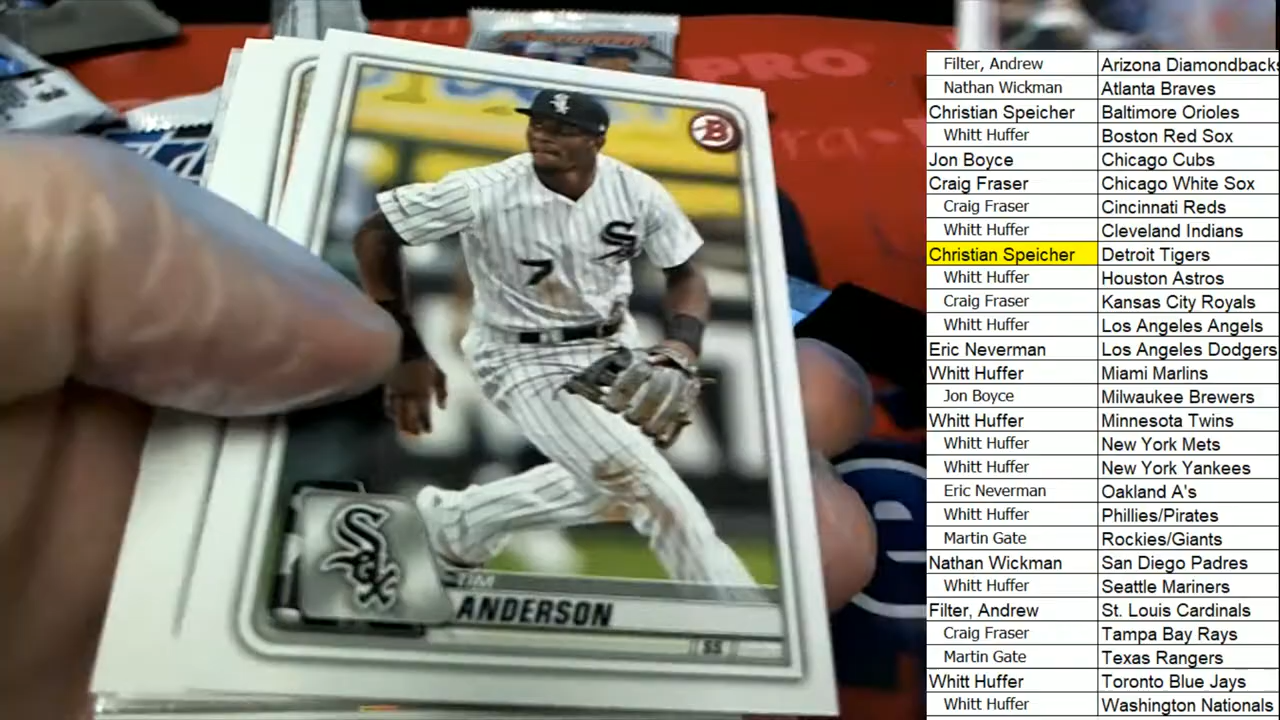 PRO
B
Sox
7
Sox
TIM
ANDERSON
SS
Filter, Andrew Arizona Diamondbacks
Nathan Wickman Atlanta Braves
Christian Speicher Baltimore Orioles
Whitt Huffer Boston Red Sox
Jon Boyce Chicago Cubs
Craig Fraser Chicago White Sox
Craig Fraser Cincinnati Reds
Whitt Huffer Cleveland Indians
Christian Speicher Detroit Tigers
Whitt Huffer Houston Astros
Craig Fraser Kansas City Royals
Whitt Huffer Los Angeles Angels
Eric Neverman Los Angeles Dodgers
Whitt Huffer Miami Marlins
Jon Boyce Milwaukee Brewers
Whitt Huffer Minnesota Twins
Whitt Huffer New York Mets
Whitt Huffer New York Yankees
Eric Neverman Oakland A's
Whitt Huffer Phillies/Pirates
Martin Gate Rockies/Giants
Nathan Wickman San Diego Padres
Whitt Huffer Seattle Mariners
Filter, Andrew St. Louis Cardinals
Craig Fraser Tampa Bay Rays
Martin Gate Texas Rangers
Whitt Huffer Toronto Blue Jays
Whitt Huffer Washington Nationals